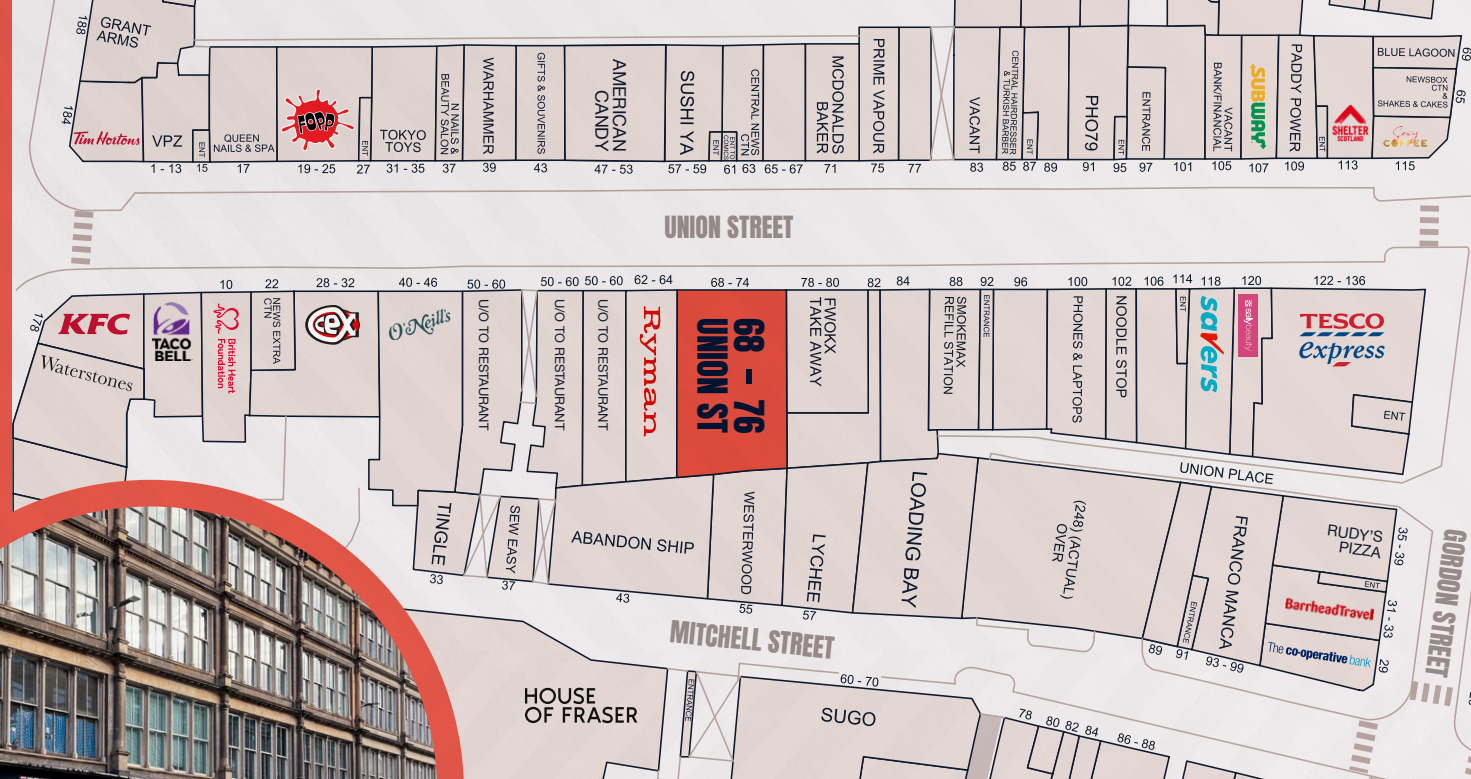 188
GRANT
ARMS
184
Tim Hortons
VPZ
ENT
QUEEN
NAILS & SPA
FOPP
ENT
TOKYO
TOYS
N NAILS &
BEAUTY SALON
WARHAMMER
GIFTS & SOUVENIRS
AMERICAN
CANDY
SUSHI YA
ENT
ENT TO
COMICS
CENTRAL NEWS
CTN
MCDONALDS
BAKER
PRIME VAPOUR
VACANT
CENTRAL HAIRDRESSER
& TURKISH BARBER
ENT
PHO79
ENT
ENTRANCE
VACANT
BANK/FINANCIAL
SUBWAY
PADDY POWER
ENT
SHELTER
SCOTLAND
BLUE LAGOON
69
NEWSBOX
CTN
&
SHAKES & CAKES
65
Sexy
COFFEE
1 - 13
15
17
19 - 25
27
31 - 35
37
39
43
47 - 53
57 - 59
61
63
65 - 67
71
75
77
83
85
87
89
91
95
97
101
105
107
109
113
115
UNION STREET
10
22
28 - 32
40 - 46
50 - 60
50 - 60
50 - 60
62 - 64
68 - 74
78 - 80
82
84
88
92
96
100
102
106
114
118
120
122 - 136
178
KFC
Waterstones
TACO
BELL
British Heart
Foundation
NEWS EXTRA
CTN
CeX
O'Neill's
U/O TO RESTAURANT
U/O TO RESTAURANT
U/O TO RESTAURANT
Ryman
68 - 76
UNION ST
FWOKX
TAKE AWAY
SMOKEMAX
REFILL STATION
ENTRANCE
PHONES & LAPTOPS
NOODLE STOP
ENT
savers
sallybeauty
TESCO
express
ENT
UNION PLACE
TINGLE
33
SEW EASY
37
ABANDON SHIP
43
WESTERWOOD
55
LYCHEE
57
LOADING BAY
(248) (ACTUAL)
OVER
89
ENTRANCE
91
FRANCO MANCA
93 - 99
RUDY'S
PIZZA
35 - 39
ENT
BarrheadTravel
31 - 33
The co-operative bank
29
GORDON STREET
MITCHELL STREET
HOUSE
OF FRASER
ENTRANCE
60 - 70
SUGO
78
80
82
84
86 - 88